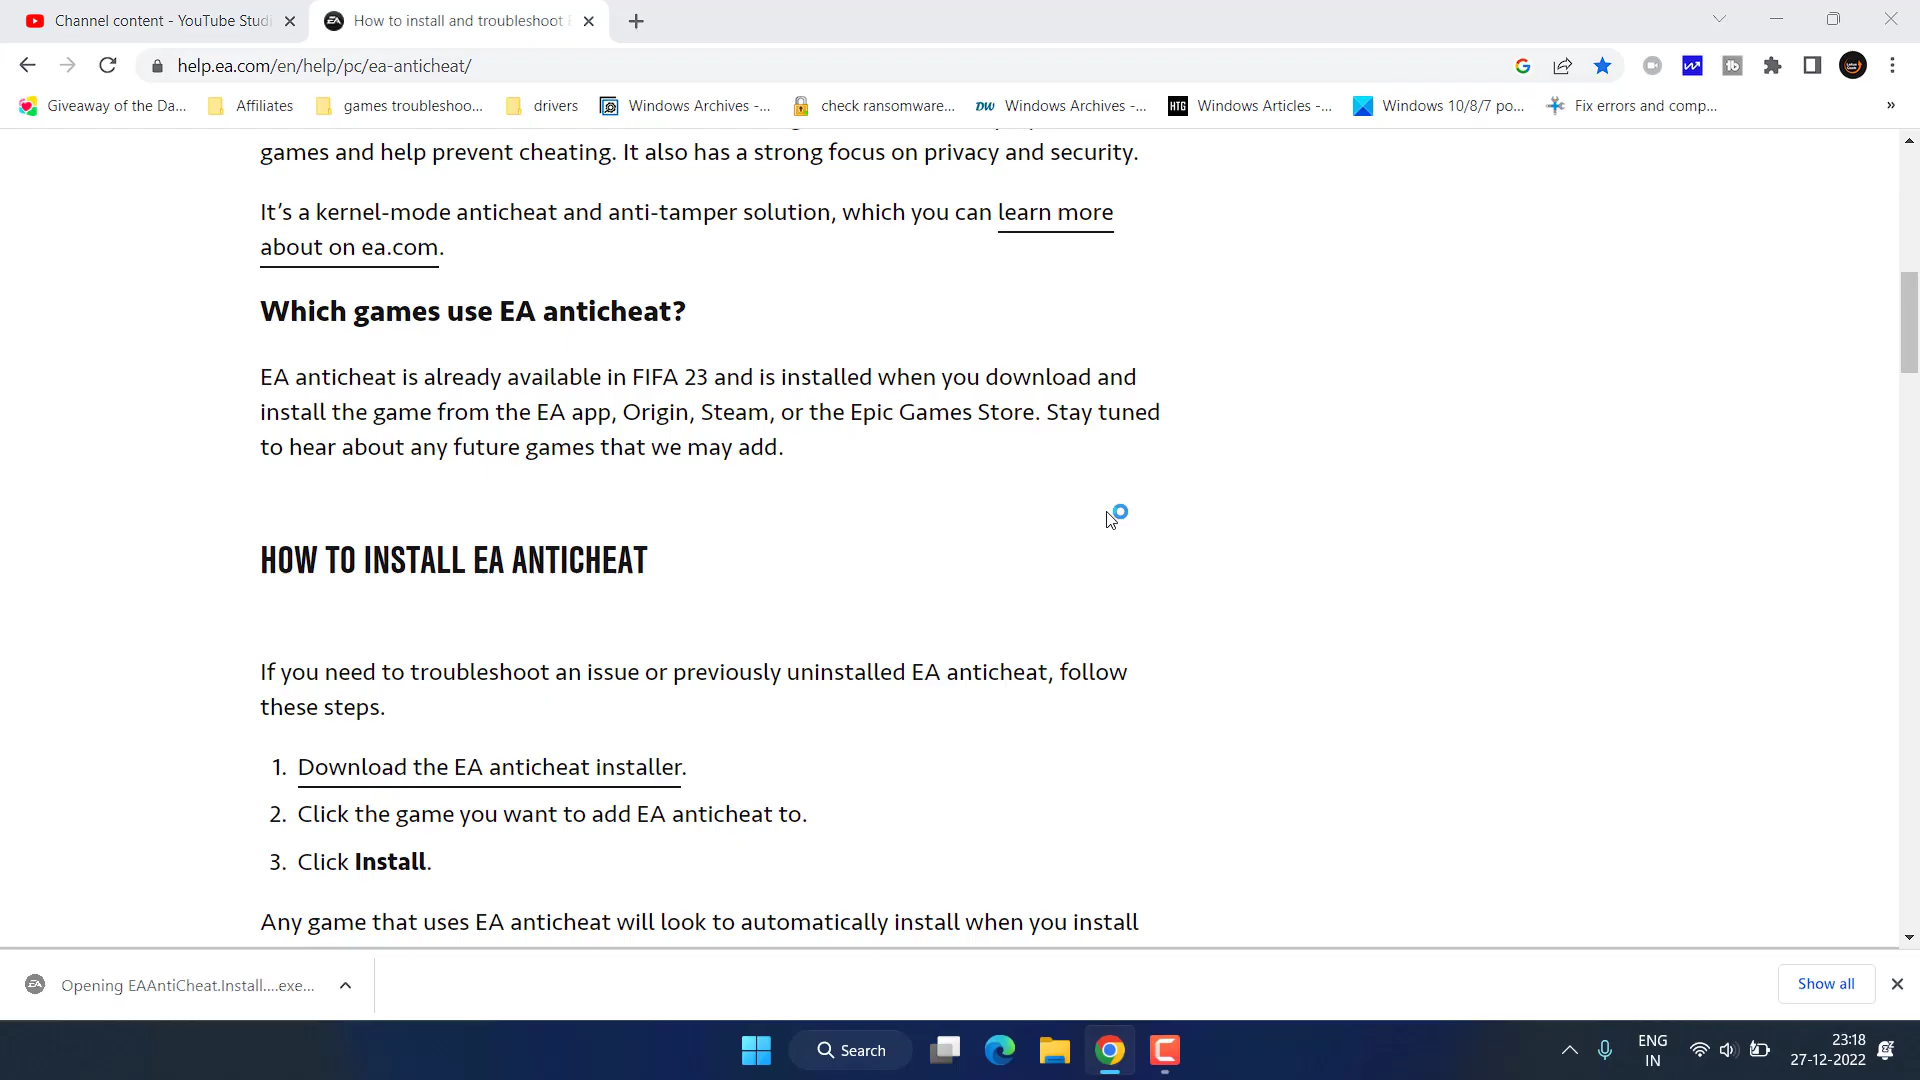 Channel content - YouTube Studi
How to install and troubleshoot
help.ea.com/en/help/pc/ea-anticheat/
Giveaway of the Da...
Affiliates
games troubleshoo...
drivers
Windows Archives -...
check ransomware...
DW Windows Archives -...
HTG Windows Articles -...
Windows 10/8/7 po...
Fix errors and comp...
»
games and help prevent cheating. It also has a strong focus on privacy and security.
It’s a kernel-mode anticheat and anti-tamper solution, which you can learn more
about on ea.com.
Which games use EA anticheat?
EA anticheat is already available in FIFA 23 and is installed when you download and
install the game from the EA app, Origin, Steam, or the Epic Games Store. Stay tuned
to hear about any future games that we may add.
HOW TO INSTALL EA ANTICHEAT
If you need to troubleshoot an issue or previously uninstalled EA anticheat, follow
these steps.
1. Download the EA anticheat installer.
2. Click the game you want to add EA anticheat to.
3. Click Install.
Any game that uses EA anticheat will look to automatically install when you install
Opening EAAntiCheat.Install....exe...
Show all
Search
ENG
IN
23:18
27-12-2022